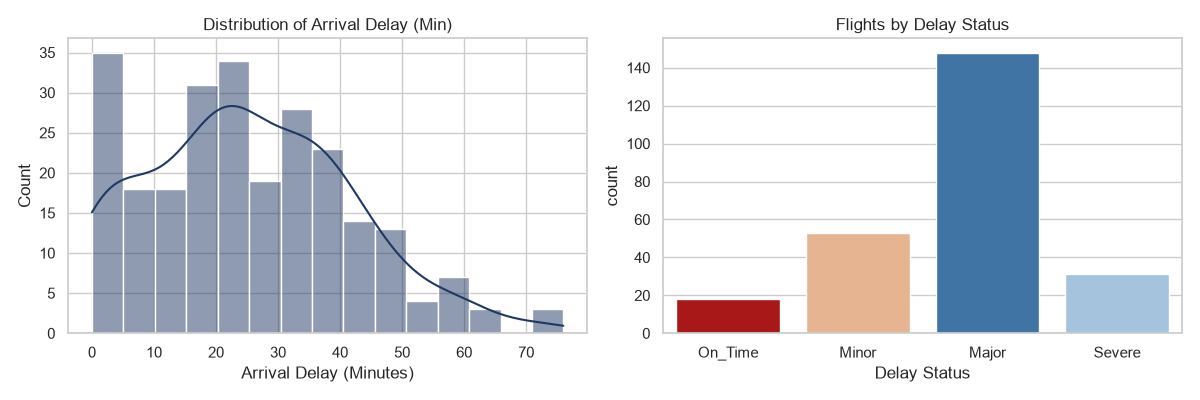 Distribution of Arrival Delay (Min)
Count
35
30
25
20
15
10
5
0
0 10 20 30 40 50 60 70
Arrival Delay (Minutes)
Flights by Delay Status
count
140
120
100
80
60
40
20
0
On_Time Minor Major Severe
Delay Status